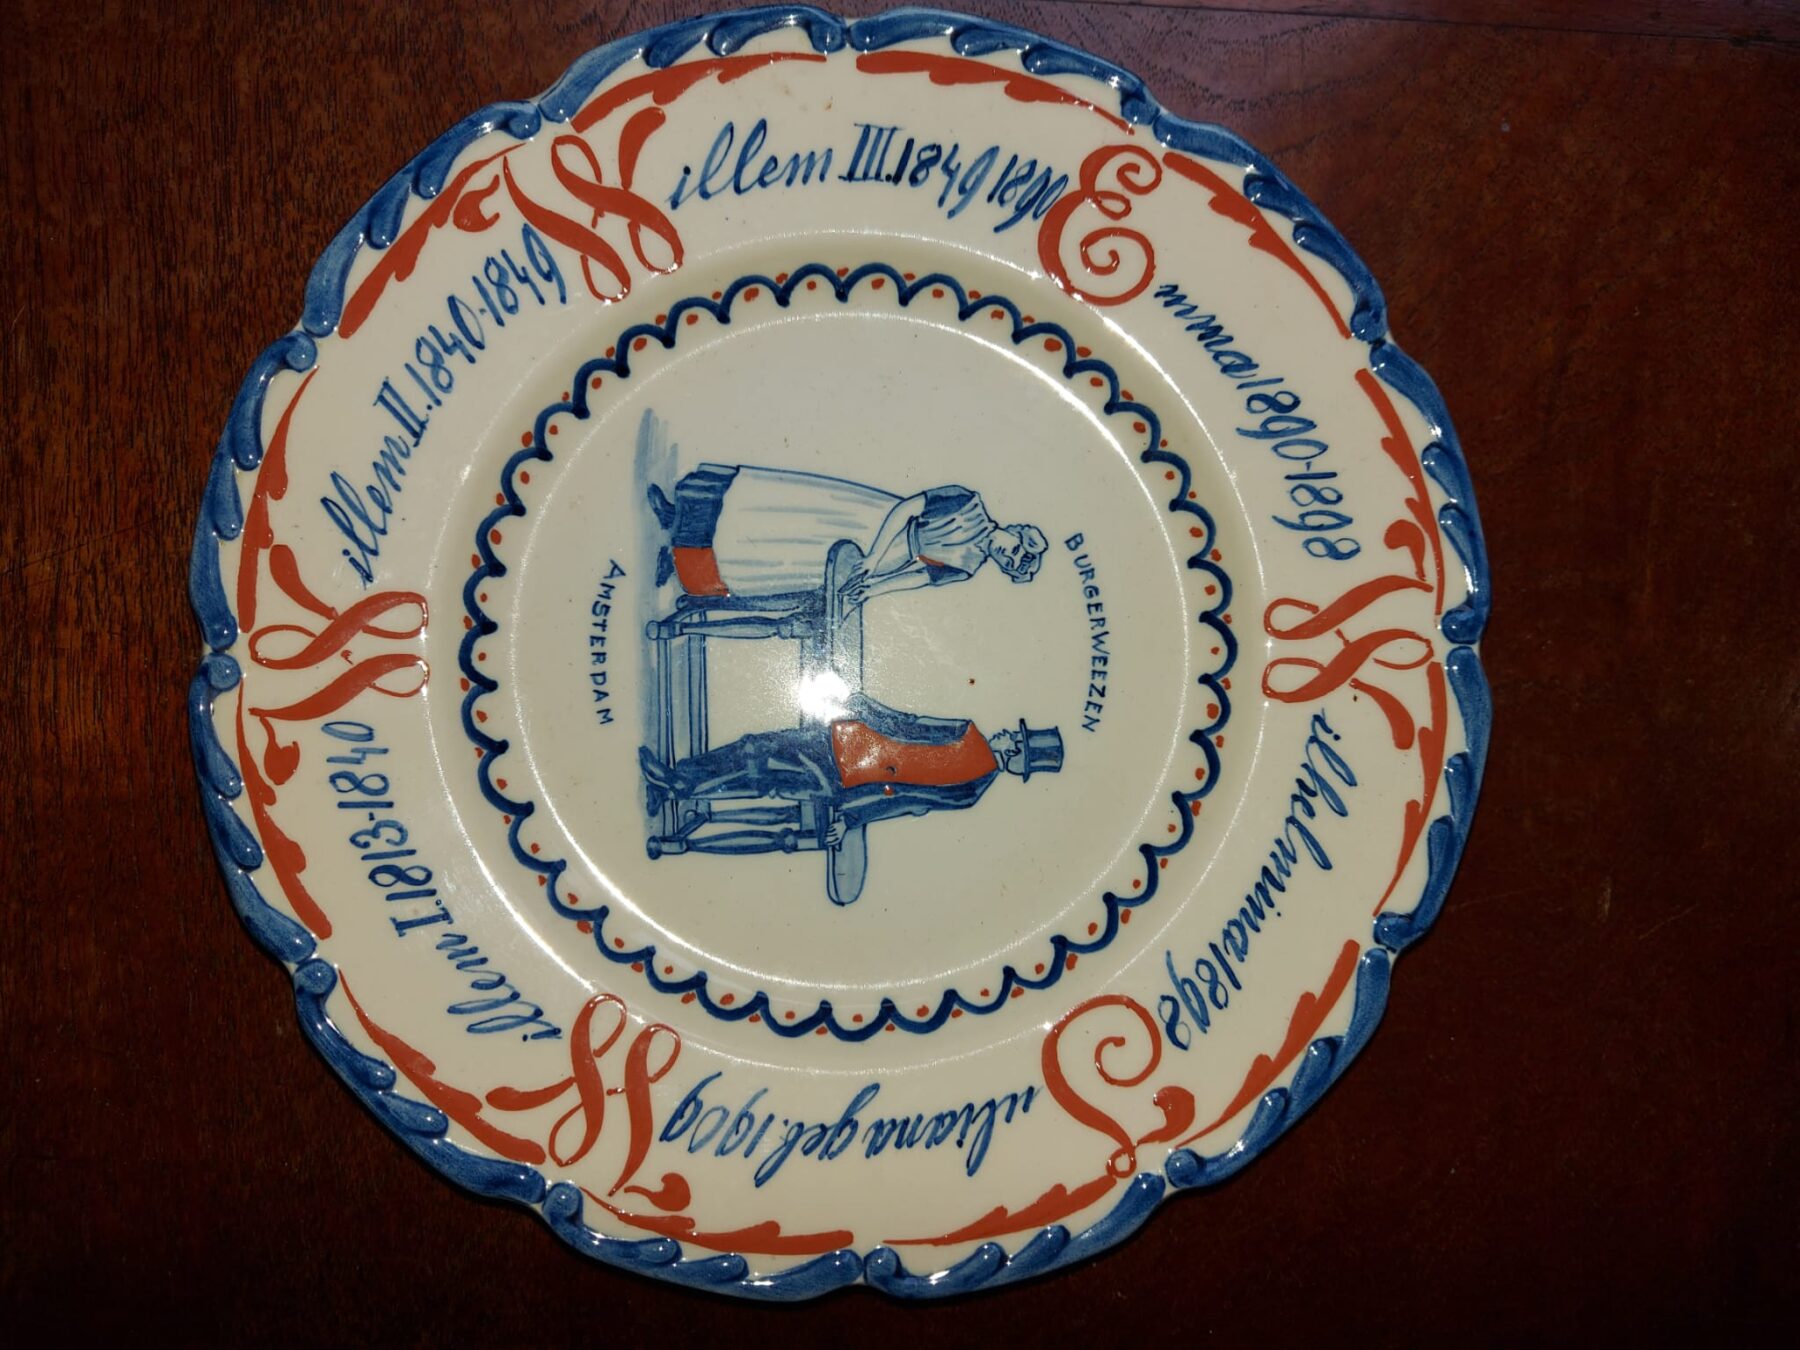 Willem I. 1813-1840
Willem II. 1840-1849
Willem III. 1849 1890
Emma 1890-1898
Wilhelmina 1898
Juliana geb. 1909
BURGERWEEZEN
AMSTERDAM